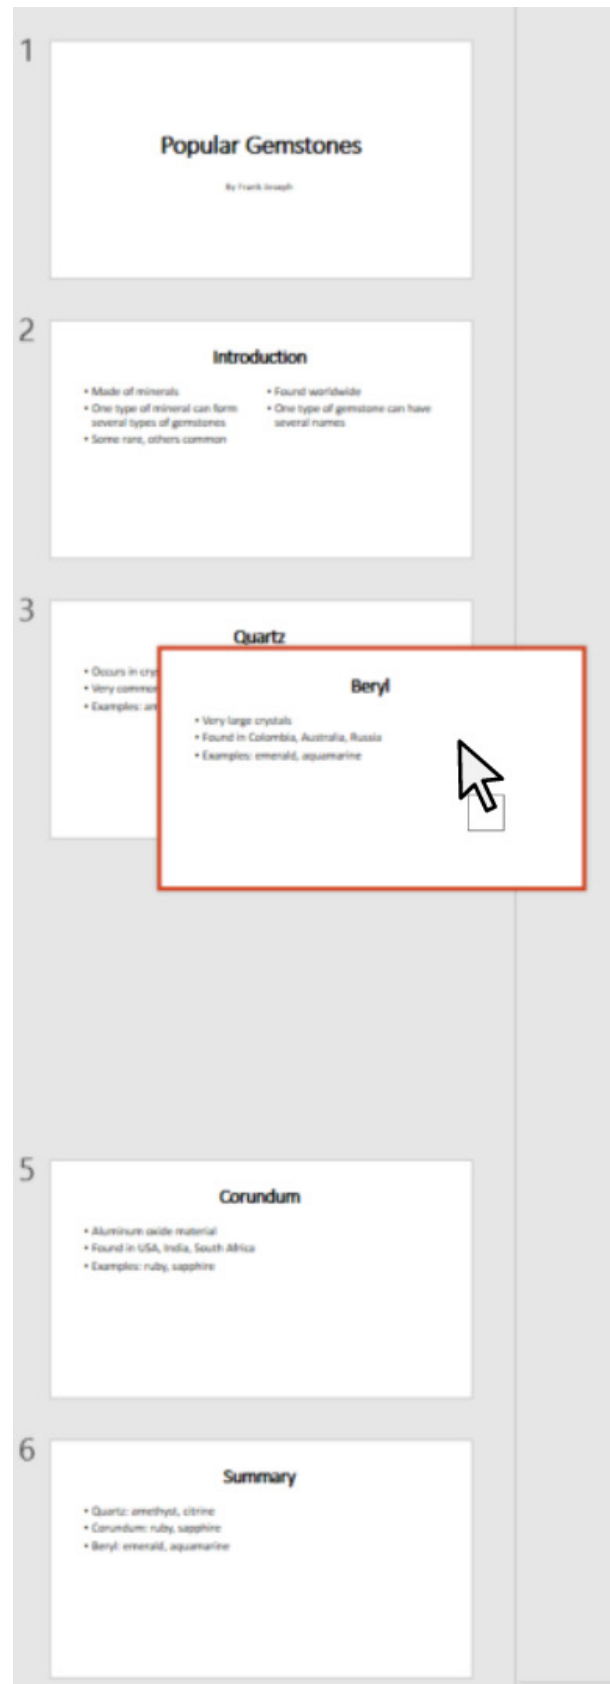 1
Popular Gemstones
By Frank Joseph
2
Introduction
• Made of minerals
• One type of mineral can form
several types of gemstones
• Some rare, others common
• Found worldwide
• One type of gemstone can have
several names
3
Quartz
• Occurs in
• Very common
• Examples:
Beryl
• Very large crystals
• Found in Colombia, Australia, Russia
• Examples: emerald, aquamarine
5
Corundum
• Aluminum oxide material
• Found in USA, India, South Africa
• Examples: ruby, sapphire
6
Summary
• Quartz: amethyst, citrine
• Corundum: ruby, sapphire
• Beryl: emerald, aquamarine